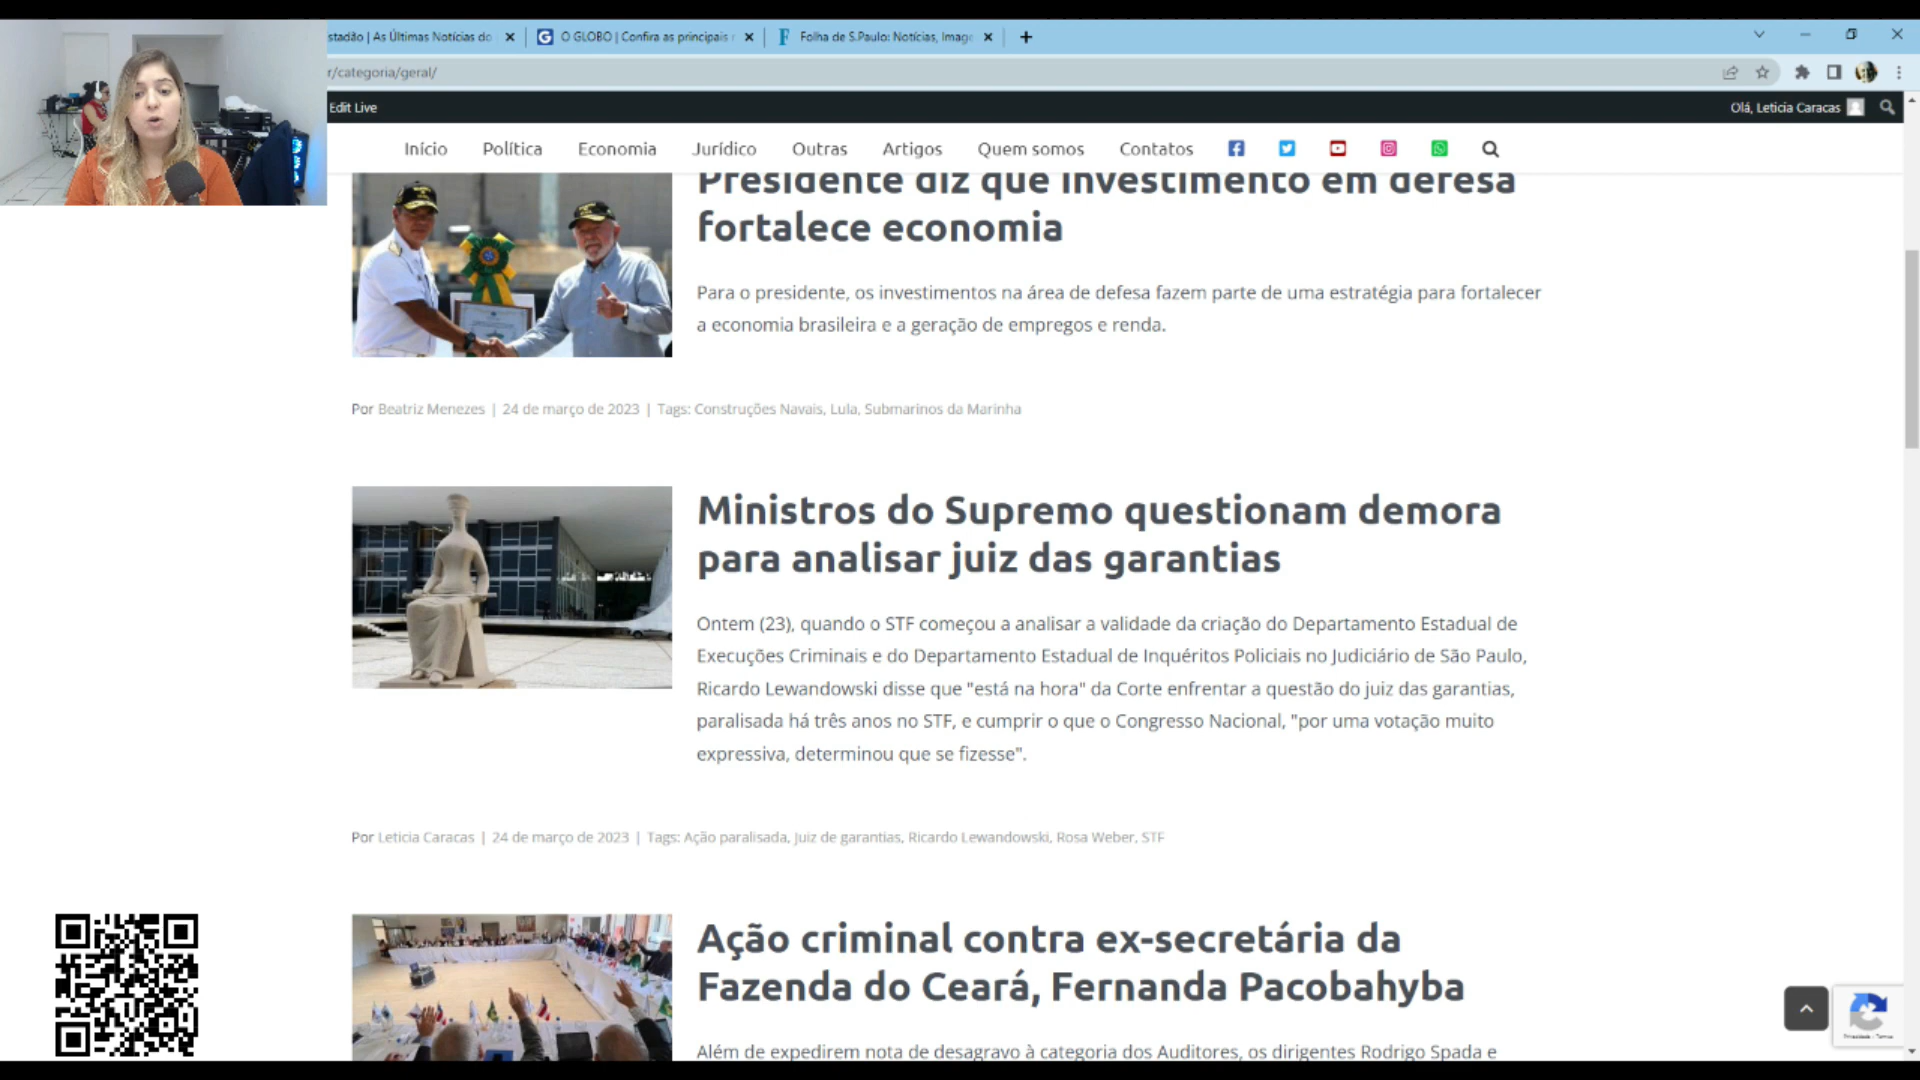 stadão | As Últimas Notícias do
O GLOBO | Confira as principais
Folha de S.Paulo: Notícias, Image
r/categoria/geral/
Edit Live
Olá, Leticia Caracas
Início Política Economia Jurídico Outras Artigos Quem somos Contatos
Presidente diz que investimento em defesa
fortalece economia
Para o presidente, os investimentos na área de defesa fazem parte de uma estratégia para fortalecer
a economia brasileira e a geração de empregos e renda.
Por Beatriz Menezes | 24 de março de 2023 | Tags: Construções Navais, Lula, Submarinos da Marinha
Ministros do Supremo questionam demora
para analisar juiz das garantias
Ontem (23), quando o STF começou a analisar a validade da criação do Departamento Estadual de
Execuções Criminais e do Departamento Estadual de Inquéritos Policiais no Judiciário de São Paulo,
Ricardo Lewandowski disse que "está na hora" da Corte enfrentar a questão do juiz das garantias,
paralisada há três anos no STF, e cumprir o que o Congresso Nacional, "por uma votação muito
expressiva, determinou que se fizesse".
Por Leticia Caracas | 24 de março de 2023 | Tags: Ação paralisada, Juiz de garantias, Ricardo Lewandowski, Rosa Weber, STF
Ação criminal contra ex-secretária da
Fazenda do Ceará, Fernanda Pacobahyba
Além de expedirem nota de desagravo à categoria dos Auditores, os dirigentes Rodrigo Spada e